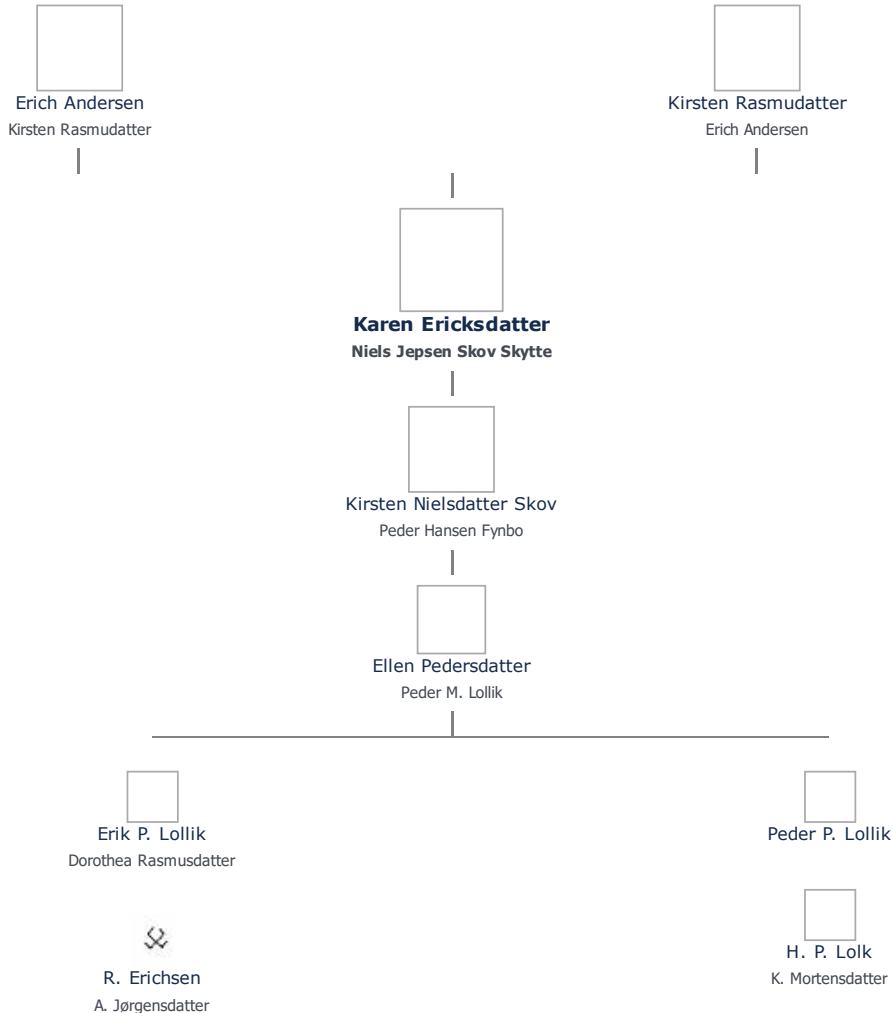 Erich Andersen
Kirsten Rasmudatter
Kirsten Rasmudatter
Erich Andersen
Karen Ericksdatter
Niels Jepsen Skov Skytte
Kirsten Nielsdatter Skov
Peder Hansen Fynbo
Ellen Pedersdatter
Peder M. Lollik
Erik P. Lollik
Dorothea Rasmusdatter
Peder P. Lollik
R. Erichsen
A. Jørgensdatter
H. P. Lolk
K. Mortensdatter